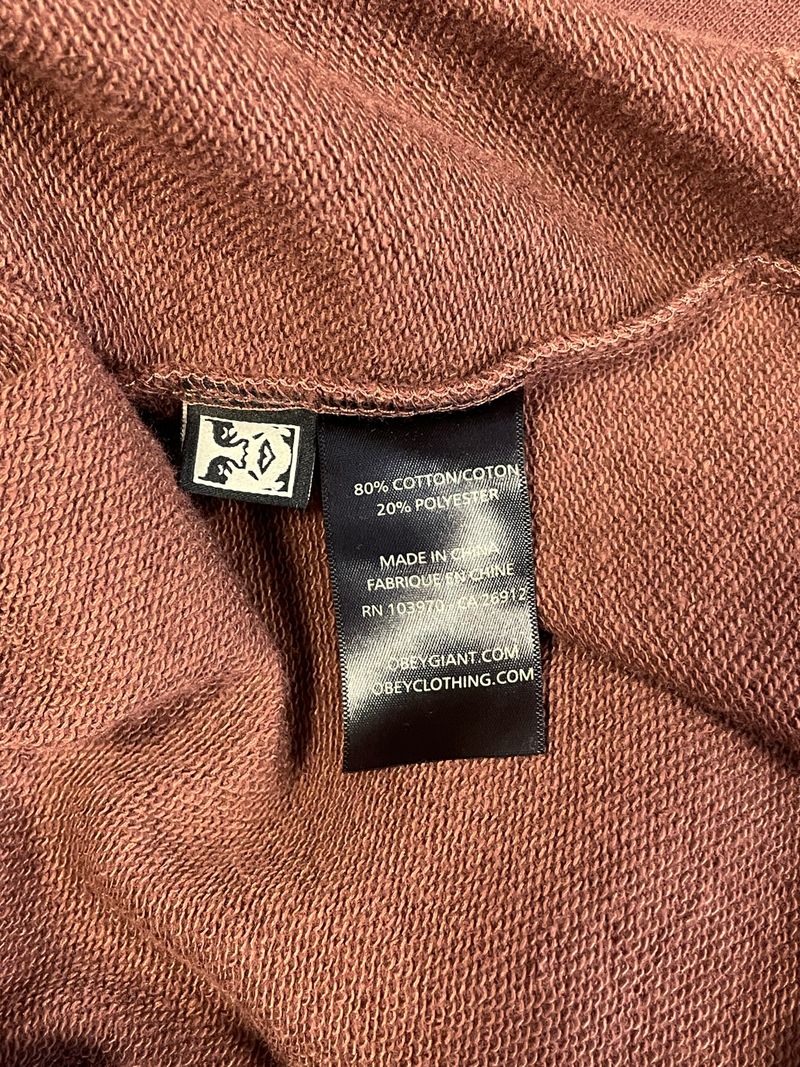 80% COTTON/COTON
20% POLYESTER
MADE IN CHINA
FABRIQUE EN CHINE
RN 103970 - CA 26912
OBEYGIANT.COM
OBEYCLOTHING.COM